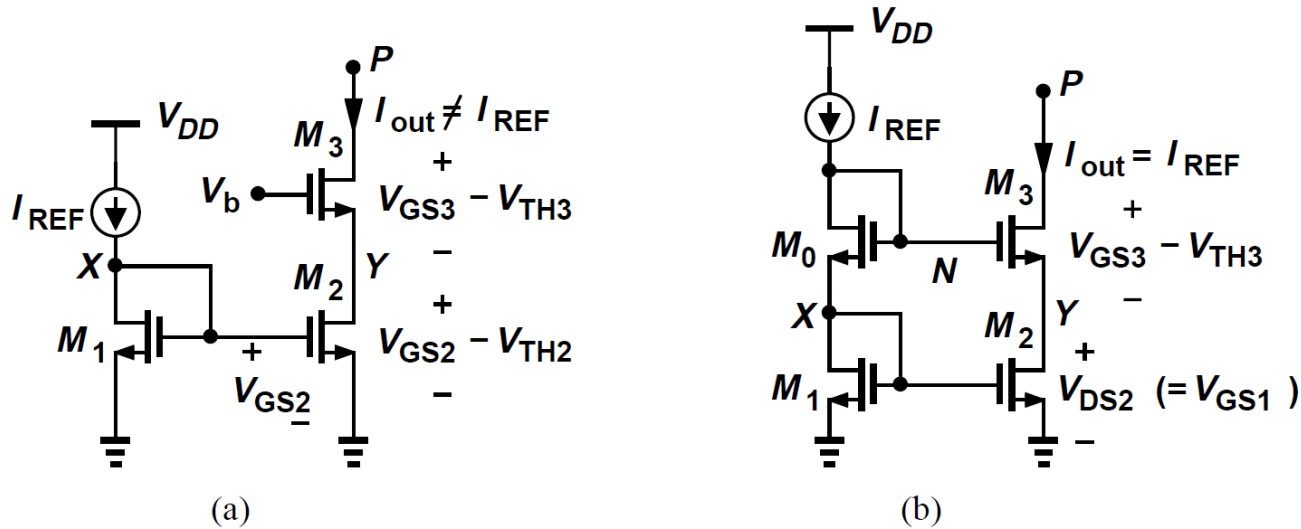 V_DD
I_REF
X
M_1
V_b
M_3
P
I_out ≠ I_REF
+
V_GS3 − V_TH3
−
Y
M_2
+
V_GS2 − V_TH2
−
+
V_GS2
−
(a)
V_DD
I_REF
M_0
N
X
M_1
P
I_out = I_REF
M_3
+
V_GS3 − V_TH3
−
Y
M_2
+
V_DS2 (= V_GS1 )
−
(b)